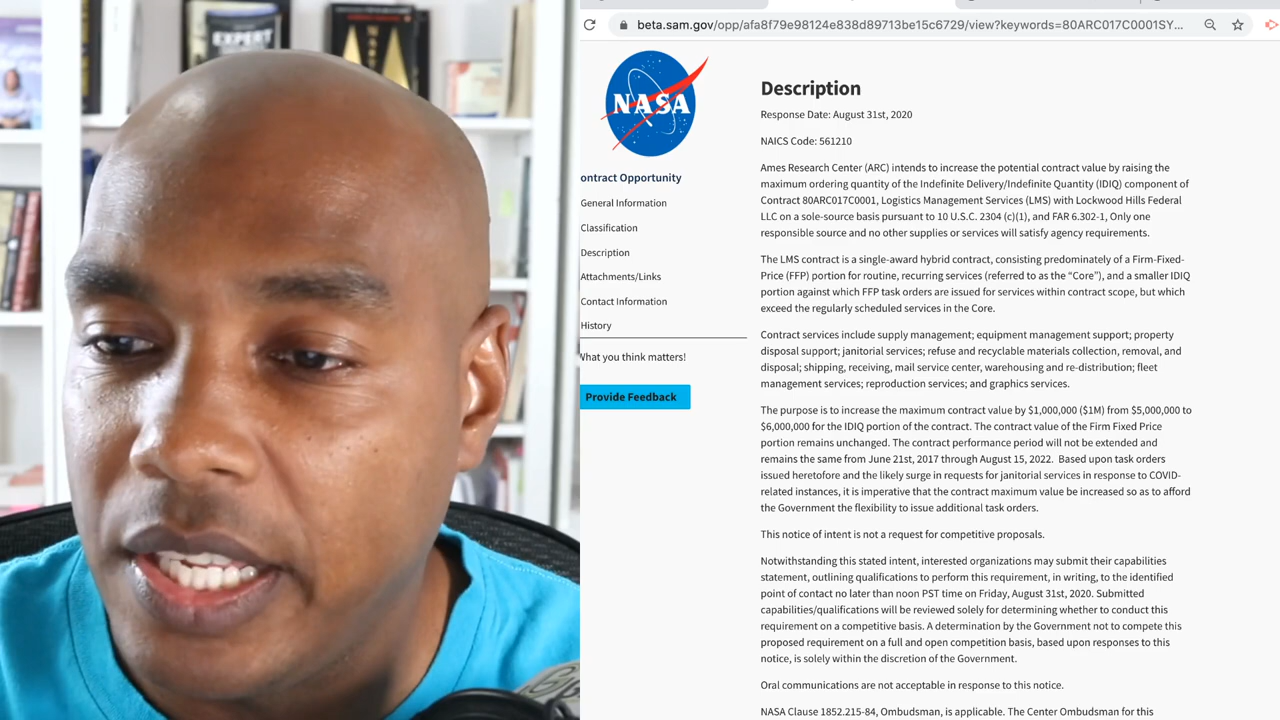 EXPERT
beta.sam.gov/opp/afa8f79e98124e838d89713be15c6729/view?keywords=80ARC017C0001SY...
NASA
ontract Opportunity
General Information
Classification
Description
Attachments/Links
Contact Information
History
What you think matters!
Provide Feedback
Description
Response Date: August 31st, 2020
NAICS Code: 561210
Ames Research Center (ARC) intends to increase the potential contract value by raising the
maximum ordering quantity of the Indefinite Delivery/Indefinite Quantity (IDIQ) component of
Contract 80ARC017C0001, Logistics Management Services (LMS) with Lockwood Hills Federal
LLC on a sole-source basis pursuant to 10 U.S.C. 2304 (c)(1), and FAR 6.302-1, Only one
responsible source and no other supplies or services will satisfy agency requirements.
The LMS contract is a single-award hybrid contract, consisting predominately of a Firm-Fixed-
Price (FFP) portion for routine, recurring services (referred to as the “Core”), and a smaller IDIQ
portion against which FFP task orders are issued for services within contract scope, but which
exceed the regularly scheduled services in the Core.
Contract services include supply management; equipment management support; property
disposal support; janitorial services; refuse and recyclable materials collection, removal, and
disposal; shipping, receiving, mail service center, warehousing and re-distribution; fleet
management services; reproduction services; and graphics services.
The purpose is to increase the maximum contract value by $1,000,000 ($1M) from $5,000,000 to
$6,000,000 for the IDIQ portion of the contract. The contract value of the Firm Fixed Price
portion remains unchanged. The contract performance period will not be extended and
remains the same from June 21st, 2017 through August 15, 2022. Based upon task orders
issued heretofore and the likely surge in requests for janitorial services in response to COVID-
related instances, it is imperative that the contract maximum value be increased so as to afford
the Government the flexibility to issue additional task orders.
This notice of intent is not a request for competitive proposals.
Notwithstanding this stated intent, interested organizations may submit their capabilities
statement, outlining qualifications to perform this requirement, in writing, to the identified
point of contact no later than noon PST time on Friday, August 31st, 2020. Submitted
capabilities/qualifications will be reviewed solely for determining whether to conduct this
requirement on a competitive basis. A determination by the Government not to compete this
proposed requirement on a full and open competition basis, based upon responses to this
notice, is solely within the discretion of the Government.
Oral communications are not acceptable in response to this notice.
NASA Clause 1852.215-84, Ombudsman, is applicable. The Center Ombudsman for this